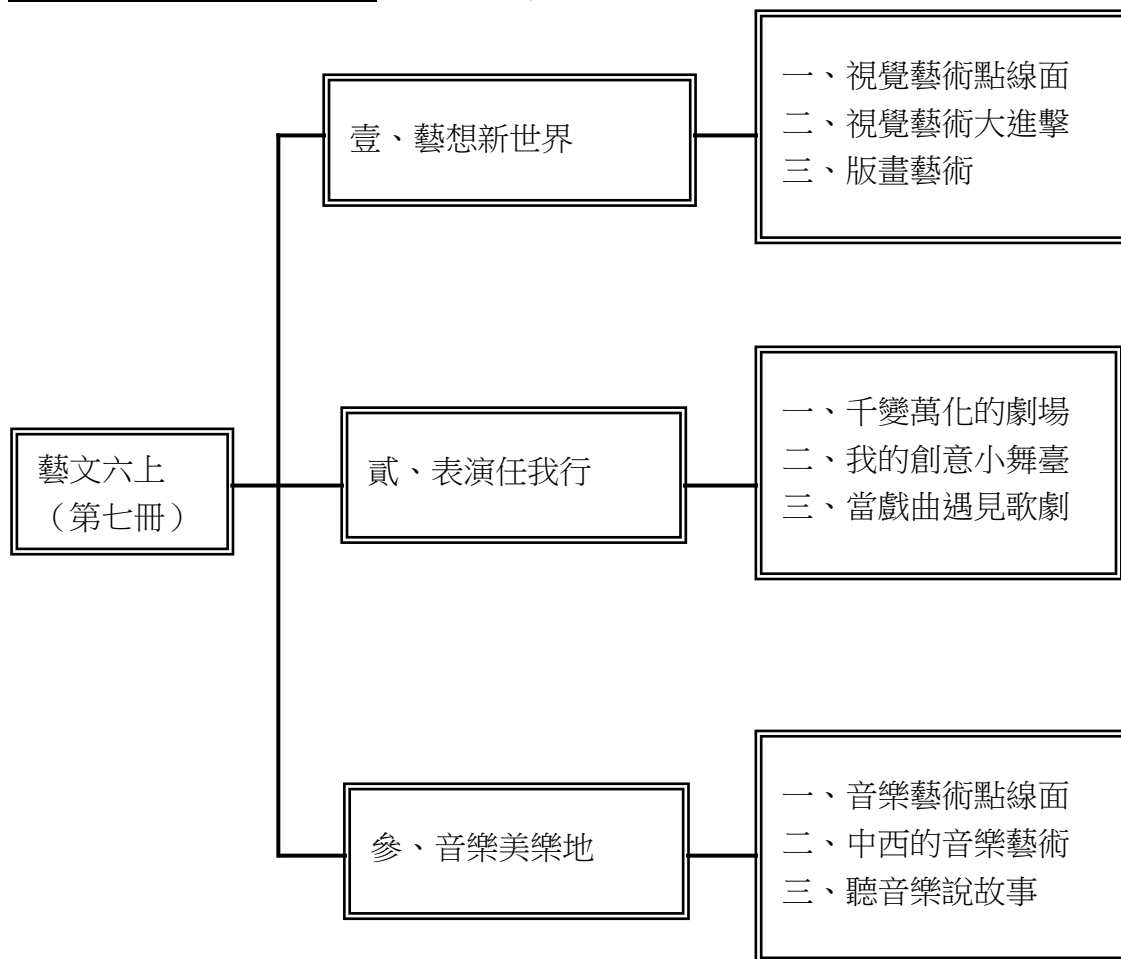 壹、藝想新世界
一、視覺藝術點線面
二、視覺藝術大進擊
三、版畫藝術
藝文六上
（第七冊）
貳、表演任我行
一、千變萬化的劇場
二、我的創意小舞臺
三、當戲曲遇見歌劇
參、音樂美樂地
一、音樂藝術點線面
二、中西的音樂藝術
三、聽音樂說故事